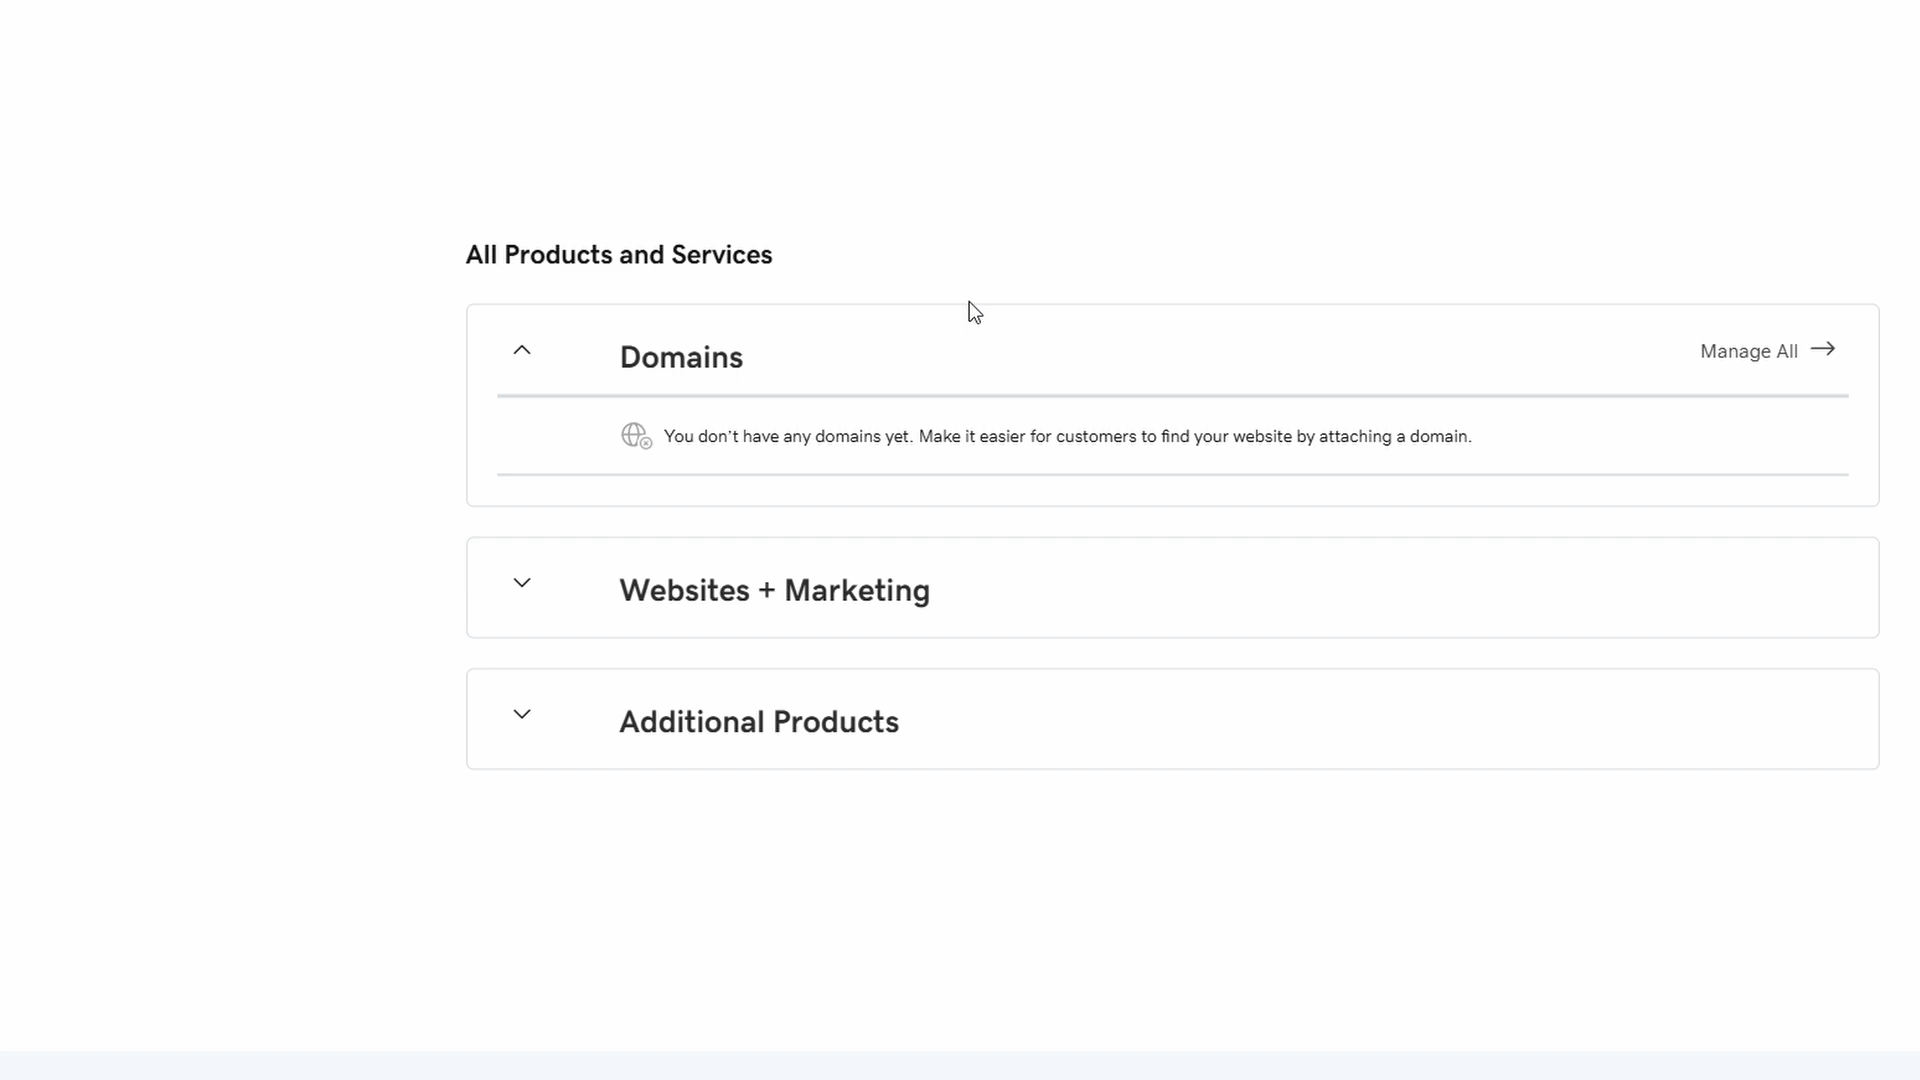 All Products and Services
Domains
Manage All
You don't have any domains yet. Make it easier for customers to find your website by attaching a domain.
Websites + Marketing
Additional Products